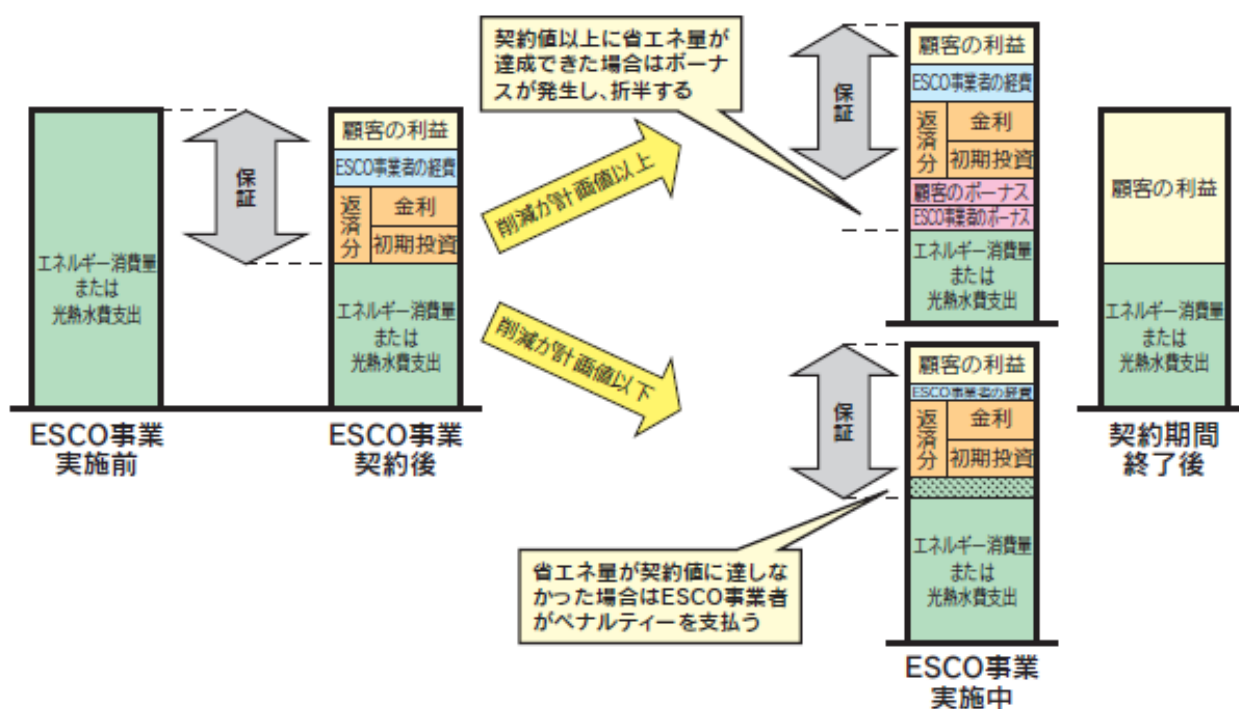 エネルギー消費量
または
光熱水費支出
ESCO事業
実施前
保証
顧客の利益
ESCO事業者の経費
返済分
金利
初期投資
エネルギー消費量
または
光熱水費支出
ESCO事業
契約後
削減が計画値以上
削減が計画値以下
契約値以上に省エネ量が
達成できた場合はボーナ
スが発生し、折半する
保証
顧客の利益
ESCO事業者の経費
返済分
金利
初期投資
顧客のボーナス
ESCO事業者のボーナス
エネルギー消費量
または
光熱水費支出
保証
顧客の利益
ESCO事業者の経費
返済分
金利
初期投資
エネルギー消費量
または
光熱水費支出
省エネ量が契約値に達しな
かった場合はESCO事業者
がペナルティーを支払う
ESCO事業
実施中
顧客の利益
エネルギー消費量
または
光熱水費支出
契約期間
終了後